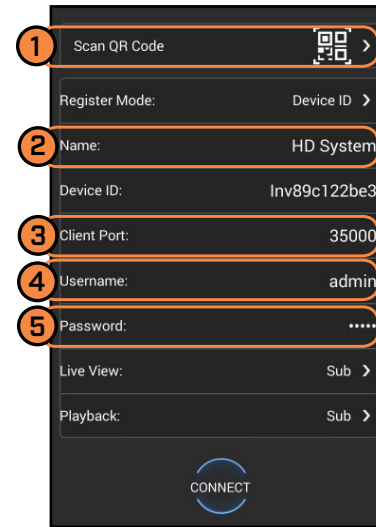 1 Scan QR Code
Register Mode: Device ID >
2 Name: HD System
Device ID: Inv89c122be3
3 Client Port: 35000
4 Username: admin
5 Password: •••••
Live View: Sub >
Playback: Sub >
CONNECT